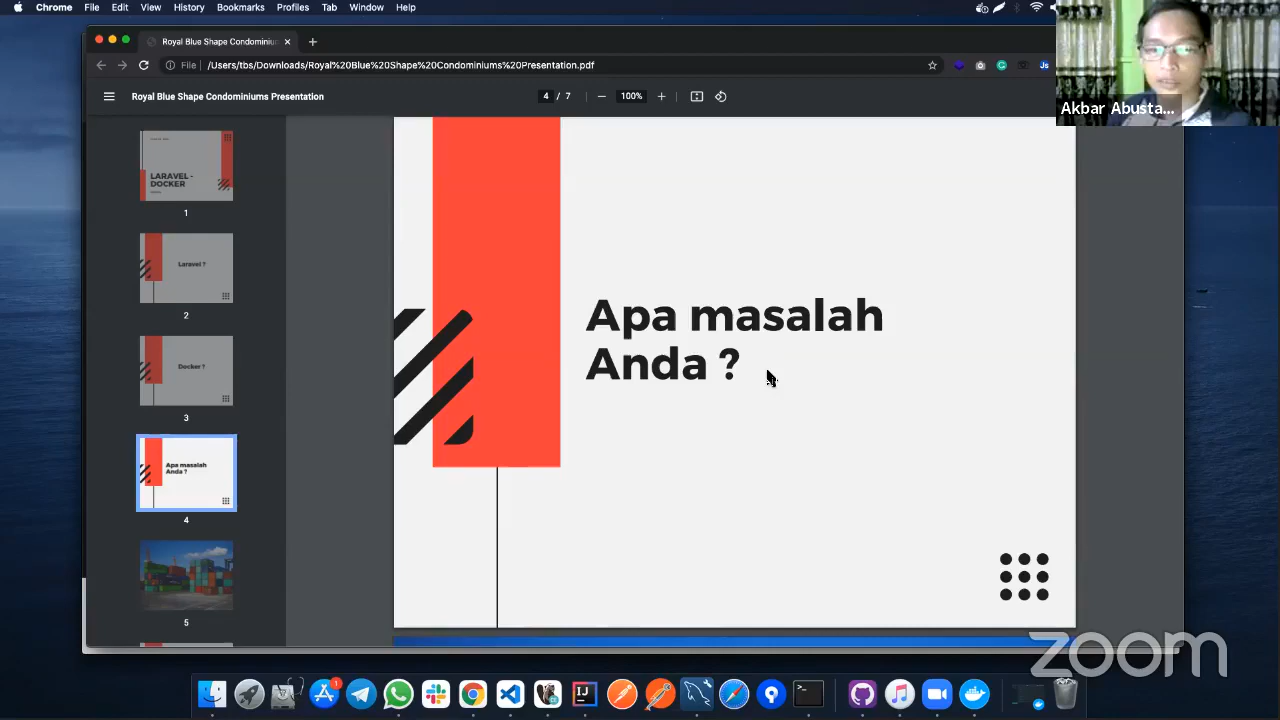 Chrome File Edit View History Bookmarks Profiles Tab Window Help
Royal Blue Shape Condominiu
File /Users/tbs/Downloads/Royal%20Blue%20Shape%20Condominiums%20Presentation.pdf
Royal Blue Shape Condominiums Presentation
4 / 7
100%
Akbar Abusta...
LARAVEL -
DOCKER
1
Laravel ?
2
Docker ?
3
Apa masalah
Anda ?
4
5
Apa masalah
Anda ?
zoom